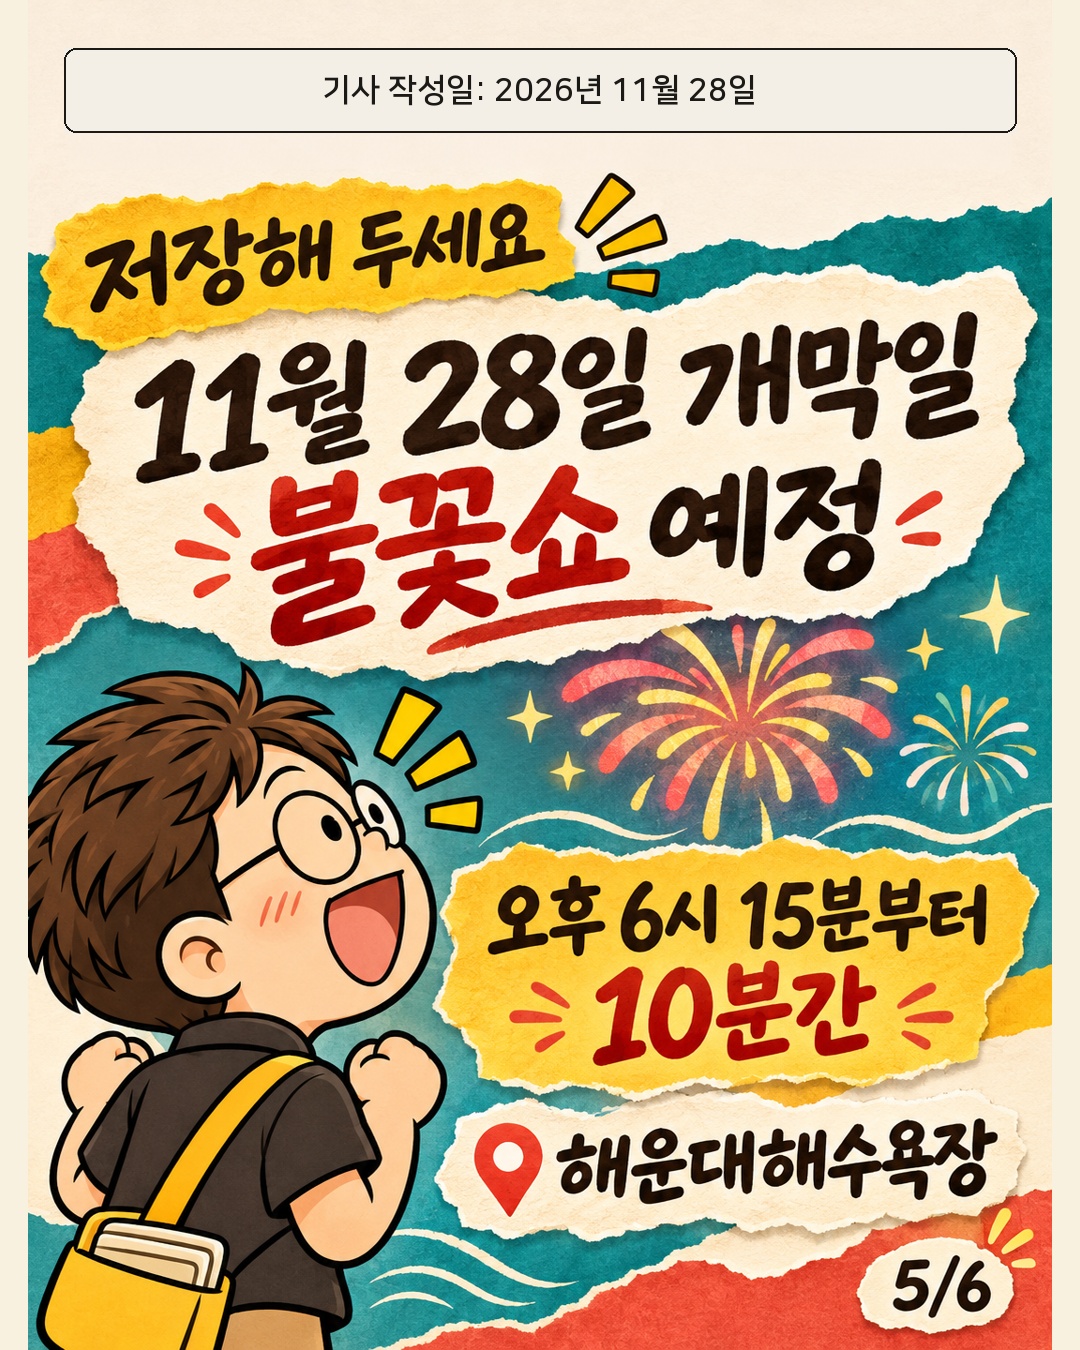 기사 작성일: 2026년 11월 28일
저장해 두세요
11월 28일 개막일
불꽃쇼 예정
오후 6시 15분부터
10분간
해운대해수욕장
5/6